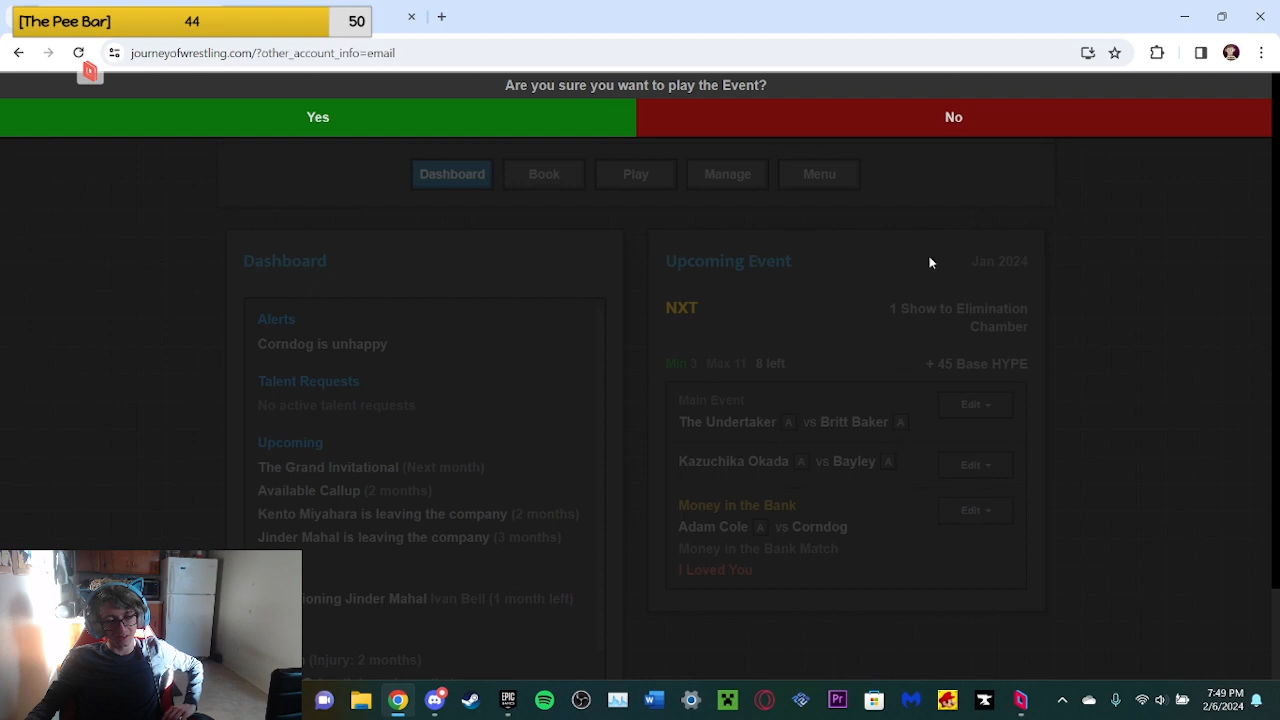 [The Pee Bar] 44 50
journeyofwrestling.com/?other_account_info=email
Are you sure you want to play the Event?
Yes No
Dashboard Book Play Manage Menu
Dashboard
Alerts
Corndog is unhappy
Talent Requests
No active talent requests
Upcoming
The Grand Invitational (Next month)
Available Callup (2 months)
Kento Miyahara is leaving the company (2 months)
Jinder Mahal is leaving the company (3 months)
Jinder Mahal Ivan Bell (1 month left)
(Injury: 2 months)
Upcoming Event Jan 2024
NXT 1 Show to Elimination
Chamber
Min 3 Max 11 8 left + 45 Base HYPE
Main Event
The Undertaker A vs Britt Baker A Edit
Kazuchika Okada A vs Bayley A Edit
Money in the Bank
Adam Cole A vs Corndog Edit
Money in the Bank Match
I Loved You
EPIC GAMES
W
Pr
7:49 PM
2/6/2024